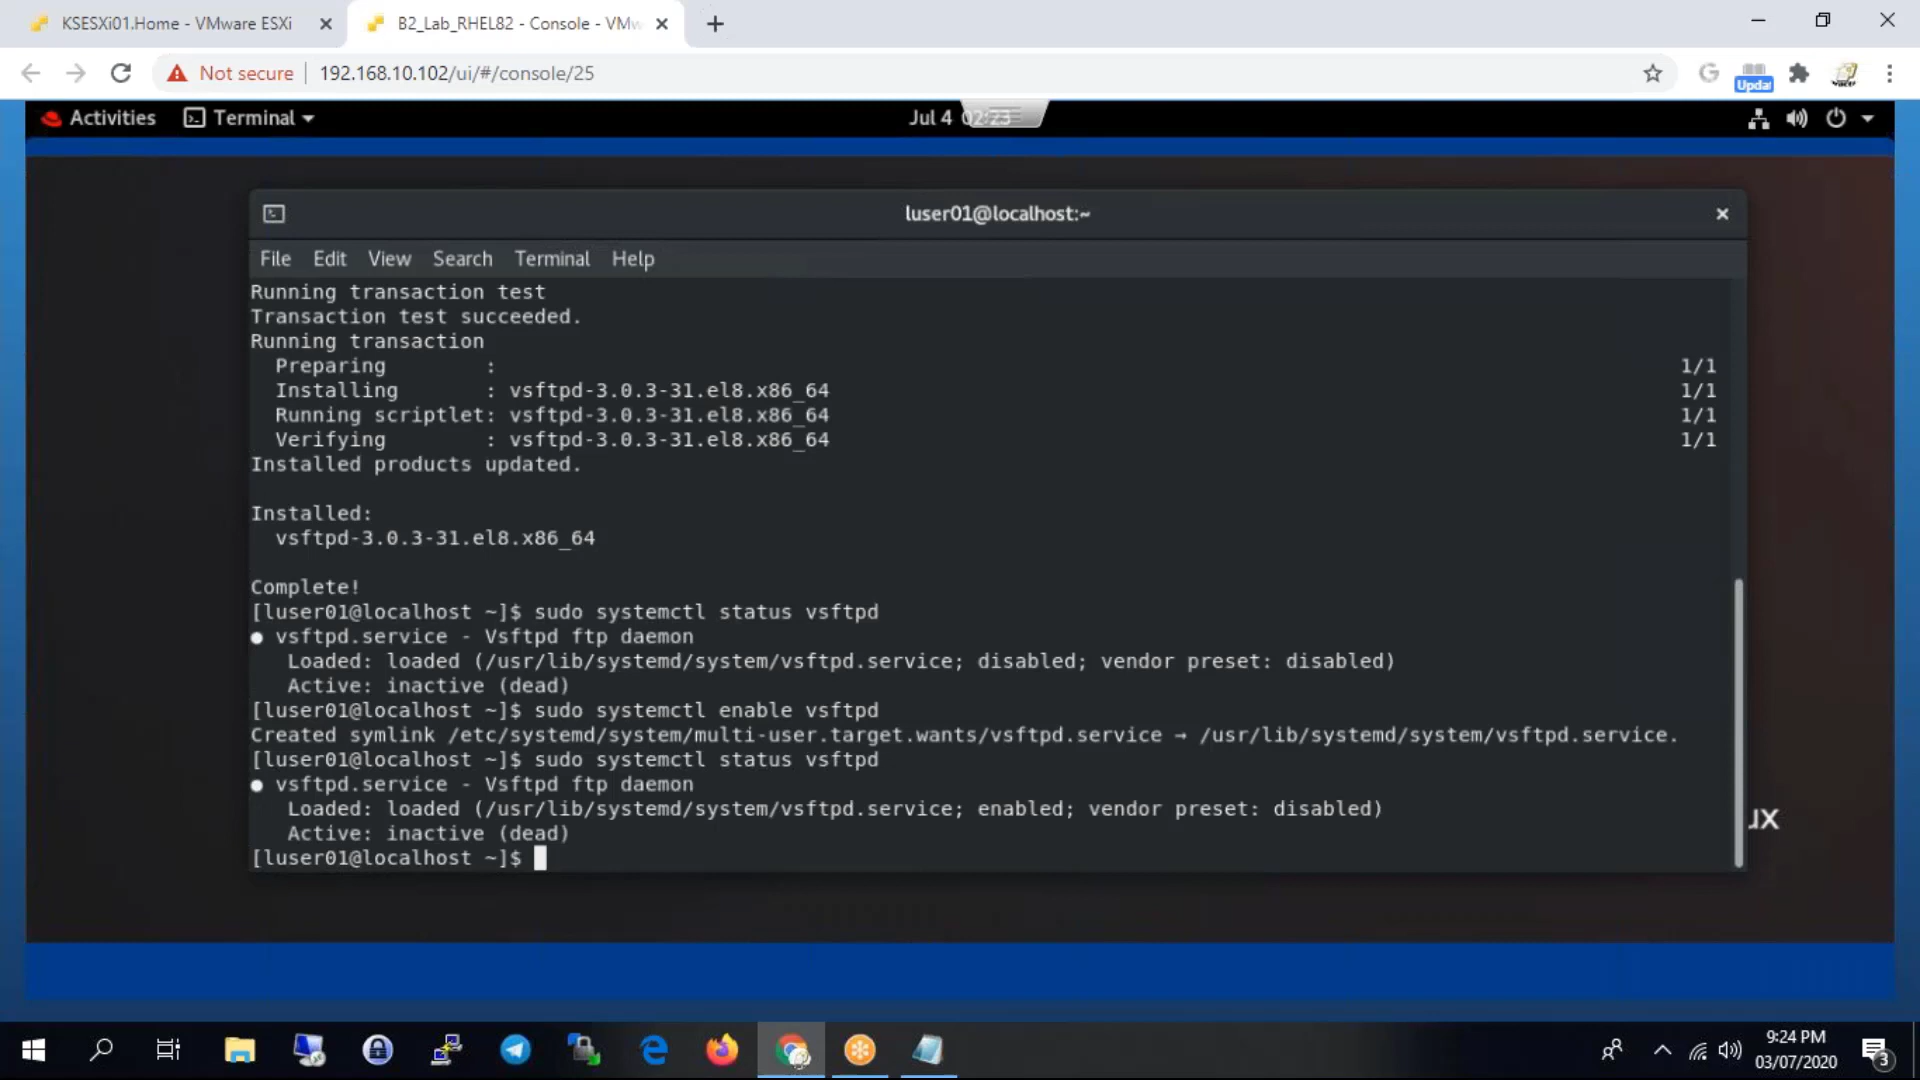 KSESXi01.Home - VMware ESXi
B2_Lab_RHEL82 - Console - VMw
Not secure
192.168.10.102/ui/#/console/25
Updat
Activities
Terminal
Jul 4 02:23
luser01@localhost:~
File Edit View Search Terminal Help
Running transaction test
Transaction test succeeded.
Running transaction
Preparing : 1/1
Installing : vsftpd-3.0.3-31.el8.x86_64 1/1
Running scriptlet: vsftpd-3.0.3-31.el8.x86_64 1/1
Verifying : vsftpd-3.0.3-31.el8.x86_64 1/1
Installed products updated.
Installed:
vsftpd-3.0.3-31.el8.x86_64
Complete!
[luser01@localhost ~]$ sudo systemctl status vsftpd
● vsftpd.service - Vsftpd ftp daemon
Loaded: loaded (/usr/lib/systemd/system/vsftpd.service; disabled; vendor preset: disabled)
Active: inactive (dead)
[luser01@localhost ~]$ sudo systemctl enable vsftpd
Created symlink /etc/systemd/system/multi-user.target.wants/vsftpd.service → /usr/lib/systemd/system/vsftpd.service.
[luser01@localhost ~]$ sudo systemctl status vsftpd
● vsftpd.service - Vsftpd ftp daemon
Loaded: loaded (/usr/lib/systemd/system/vsftpd.service; enabled; vendor preset: disabled)
Active: inactive (dead)
[luser01@localhost ~]$
ux
9:24 PM
03/07/2020
3